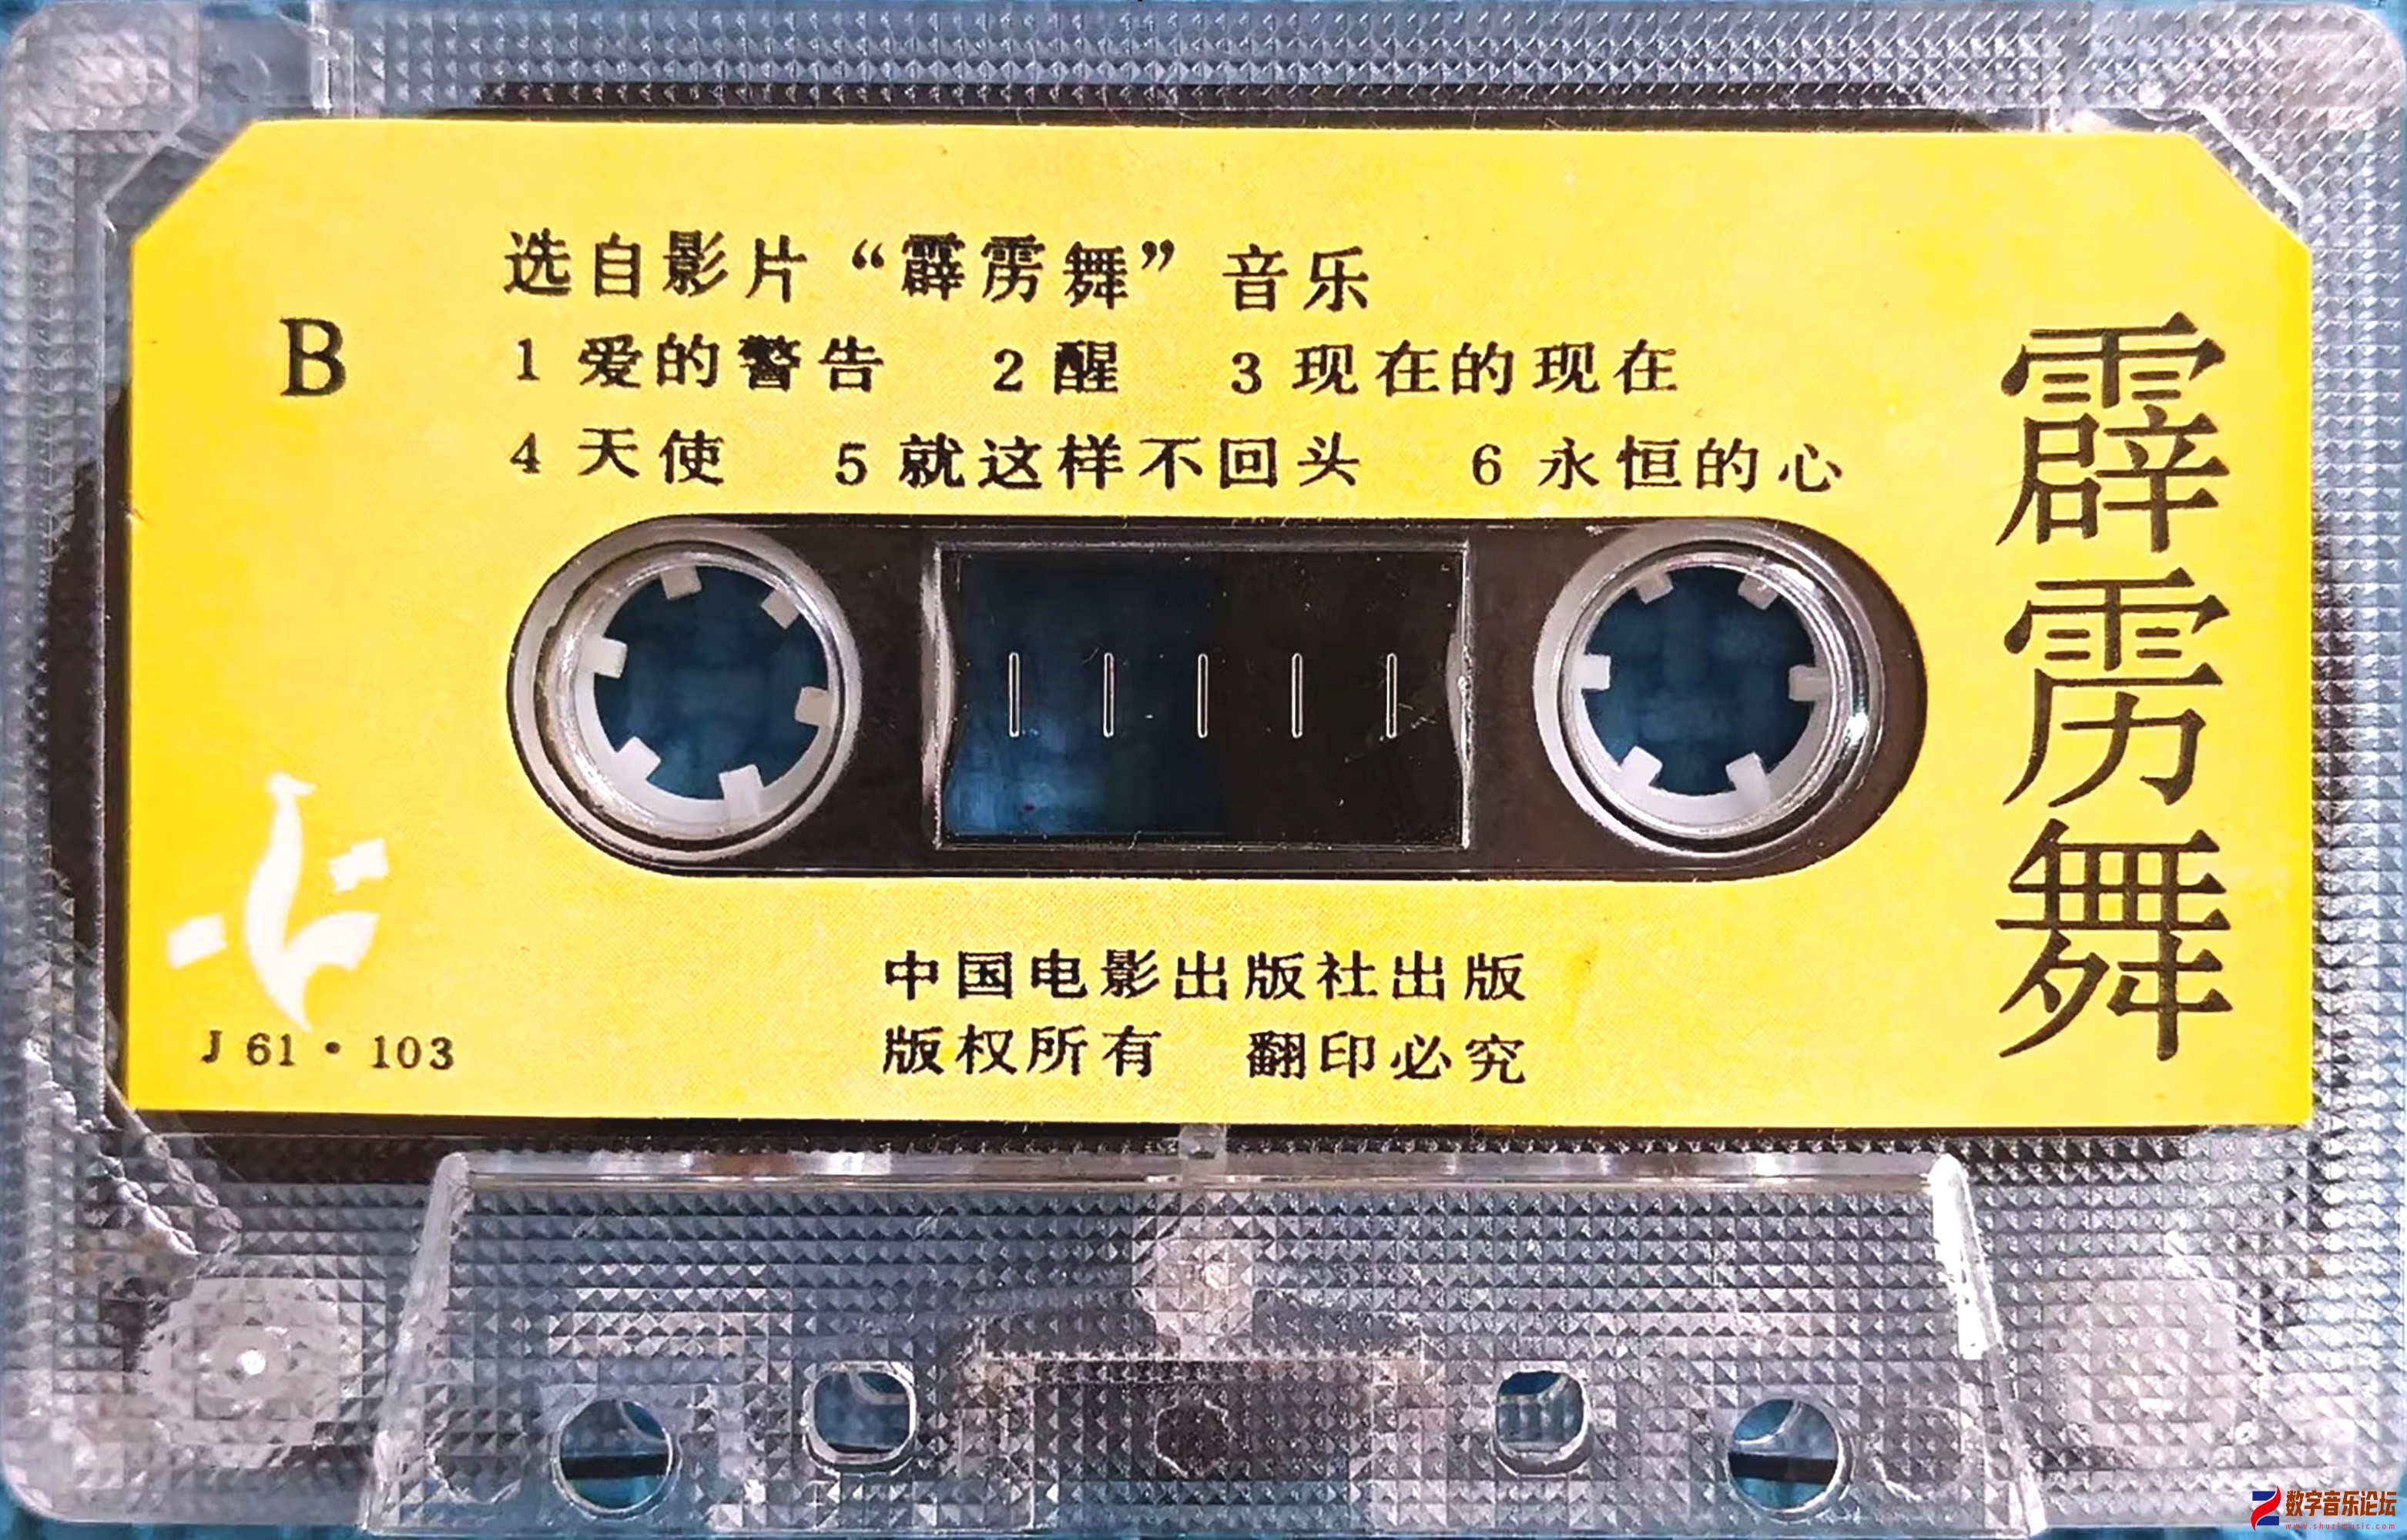 选自影片“霹雳舞”音乐
B
1 爱的警告 2 醒 3 现在的现在
4 天使 5 就这样不回头 6 永恒的心
霹雳舞
中国电影出版社出版
版权所有 翻印必究
J 61·103
数字音乐论坛
www.shuzimusic.com